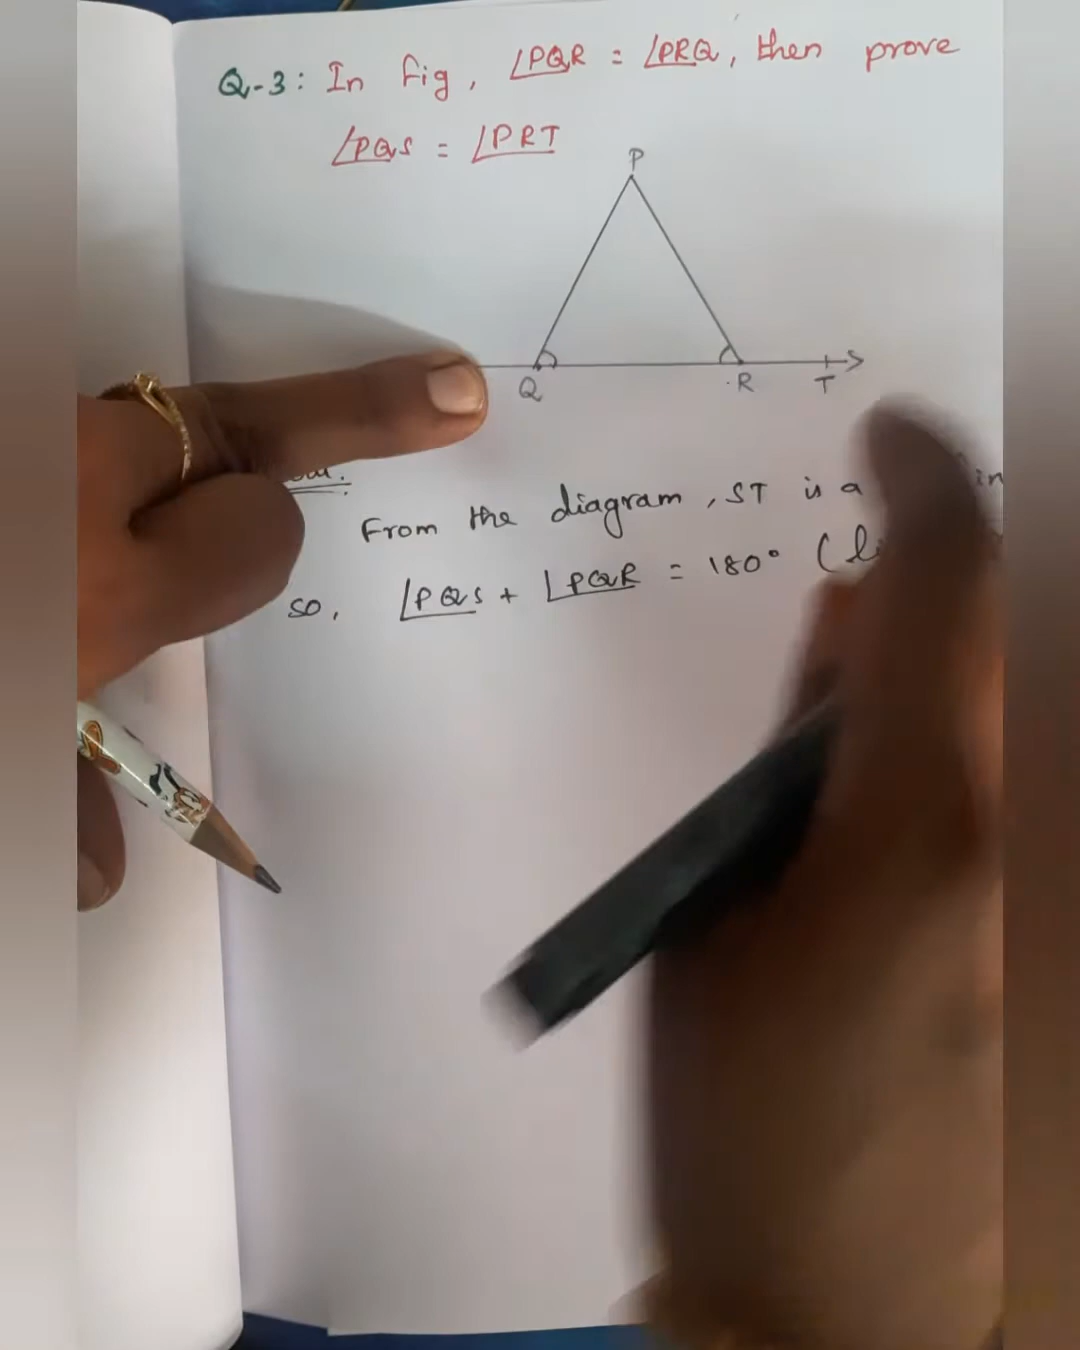 Q-3: In fig, ∠PQR = ∠PRQ, then prove
∠PQS = ∠PRT
P
Q R T
From the diagram, ST is a
so, ∠PQS + ∠PQR = 180° (